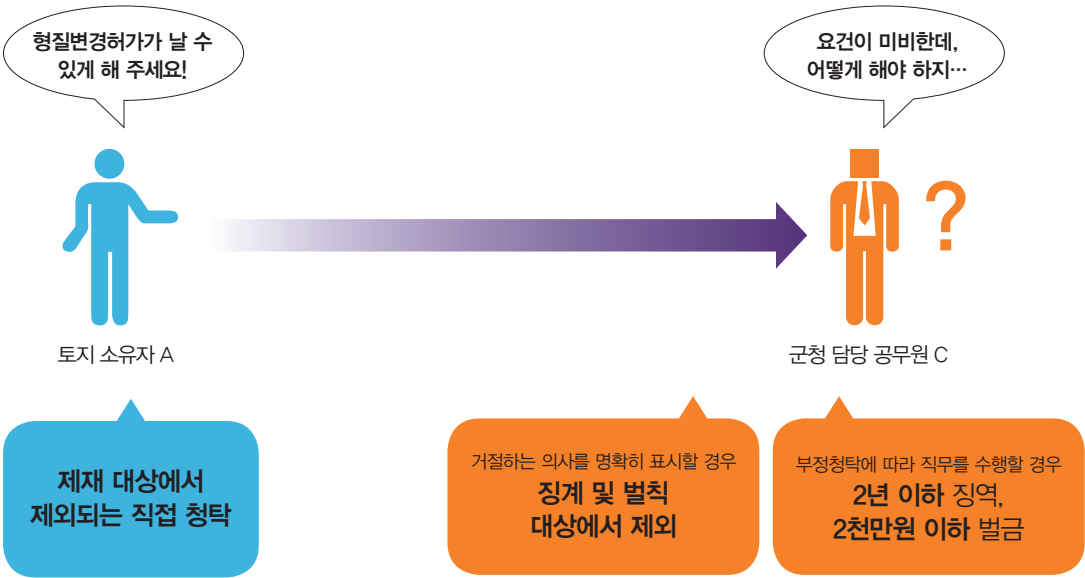 형질변경허가가 날 수
있게 해 주세요!
요건이 미비한데,
어떻게 해야 하지…
?
토지 소유자 A
군청 담당 공무원 C
제재 대상에서
제외되는 직접 청탁
거절하는 의사를 명확히 표시할 경우
징계 및 벌칙
대상에서 제외
부정청탁에 따라 직무를 수행할 경우
2년 이하 징역,
2천만원 이하 벌금